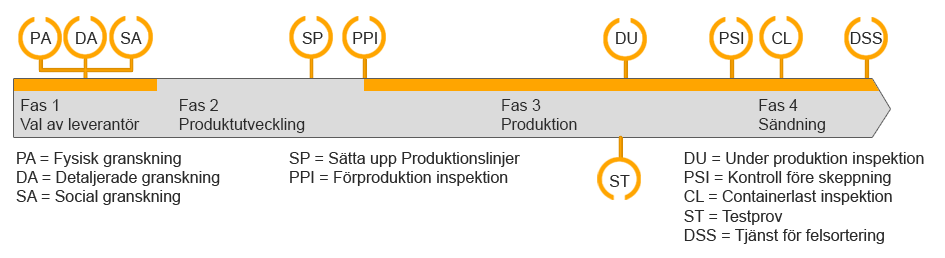 PA DA SA SP PPI DU PSI CL DSS
Fas 1 Fas 2 Fas 3 Fas 4
Val av leverantör Produktutveckling Produktion Sändning
ST
PA = Fysisk granskning
DA = Detaljerade granskning
SA = Social granskning
SP = Sätta upp Produktionslinjer
PPI = Förproduktion inspektion
DU = Under produktion inspektion
PSI = Kontroll före skeppning
CL = Containerlast inspektion
ST = Testprov
DSS = Tjänst för felsortering